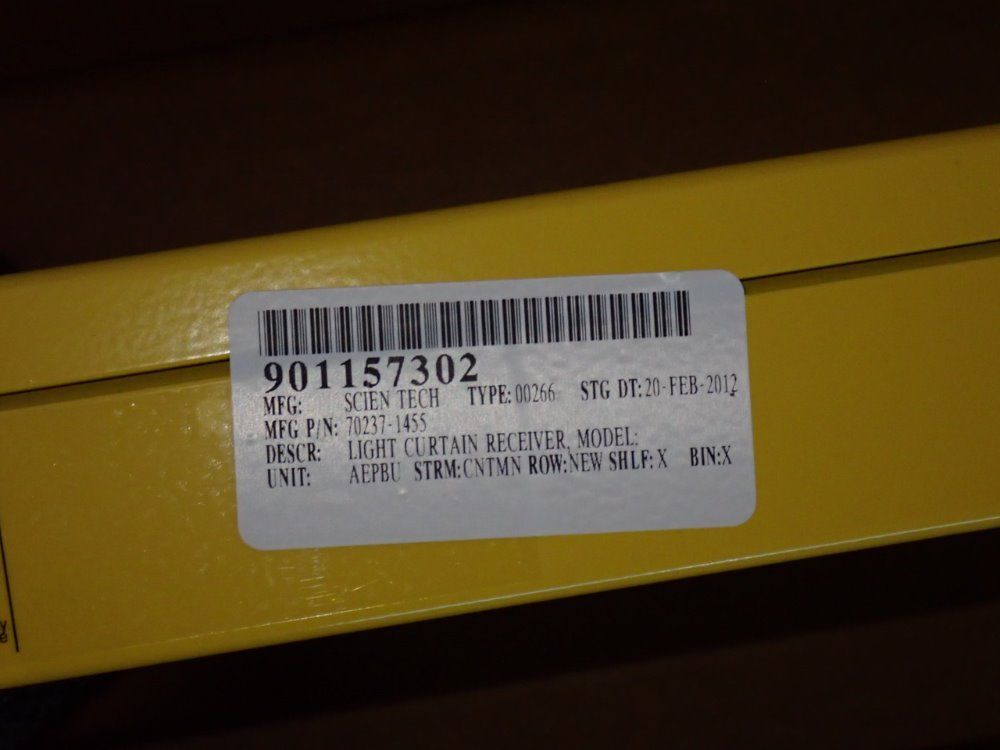 901157302
MFG: SCIEN TECH TYPE: 00266 STG DT: 20-FEB-2012
MFG P/N: 70237-1455
DESCR: LIGHT CURTAIN RECEIVER, MODEL:
UNIT: AEPBU STRM:CNTMN ROW:NEW SHLF: X BIN:X